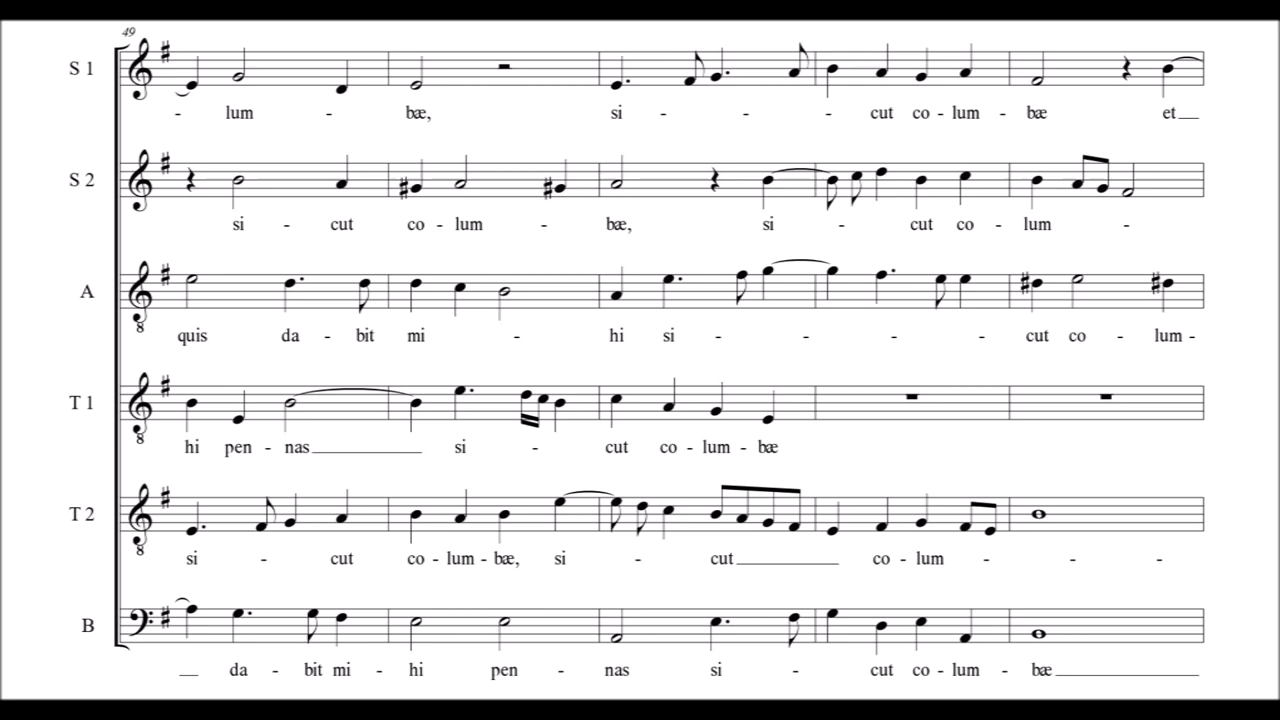 49
S 1
- lum - bæ, si - - - cut co - lum - bæ et
S 2
si - cut co - lum - bæ, si - cut co - lum -
A
quis da - bit mi - hi si - - - - cut co - lum -
8
T 1
hi pen - nas si - cut co - lum - bæ
8
T 2
si - cut co - lum - bæ, si - cut co - lum - - -
8
B
da - bit mi - hi pen - nas si - cut co - lum - bæ